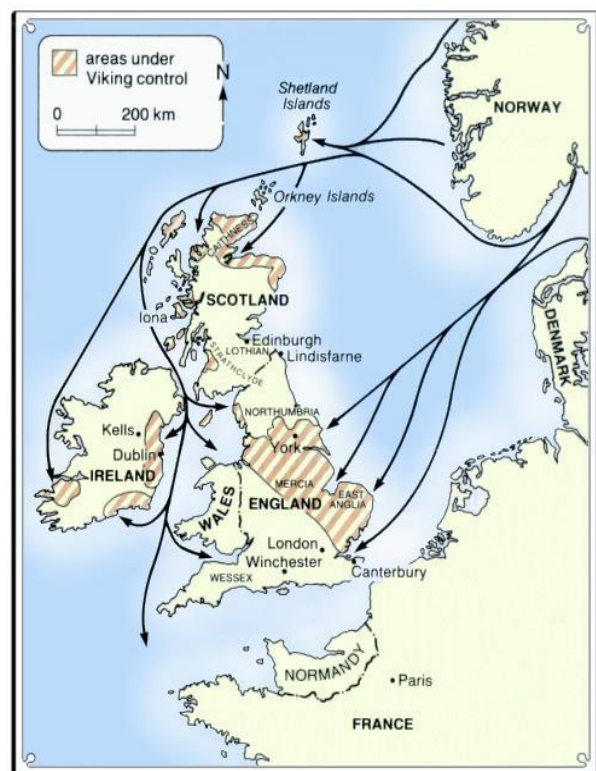 areas under
Viking control
N
0 200 km
Shetland
Islands
NORWAY
Orkney Islands
CAITHNESS
SCOTLAND
Iona
Edinburgh
LOTHIAN
Lindisfarne
STRATHCLYDE
DENMARK
NORTHUMBRIA
Kells
York
Dublin
IRELAND
MERCIA
EAST
ANGLIA
WALES
ENGLAND
London
Winchester
Canterbury
WESSEX
NORMANDY
Paris
FRANCE